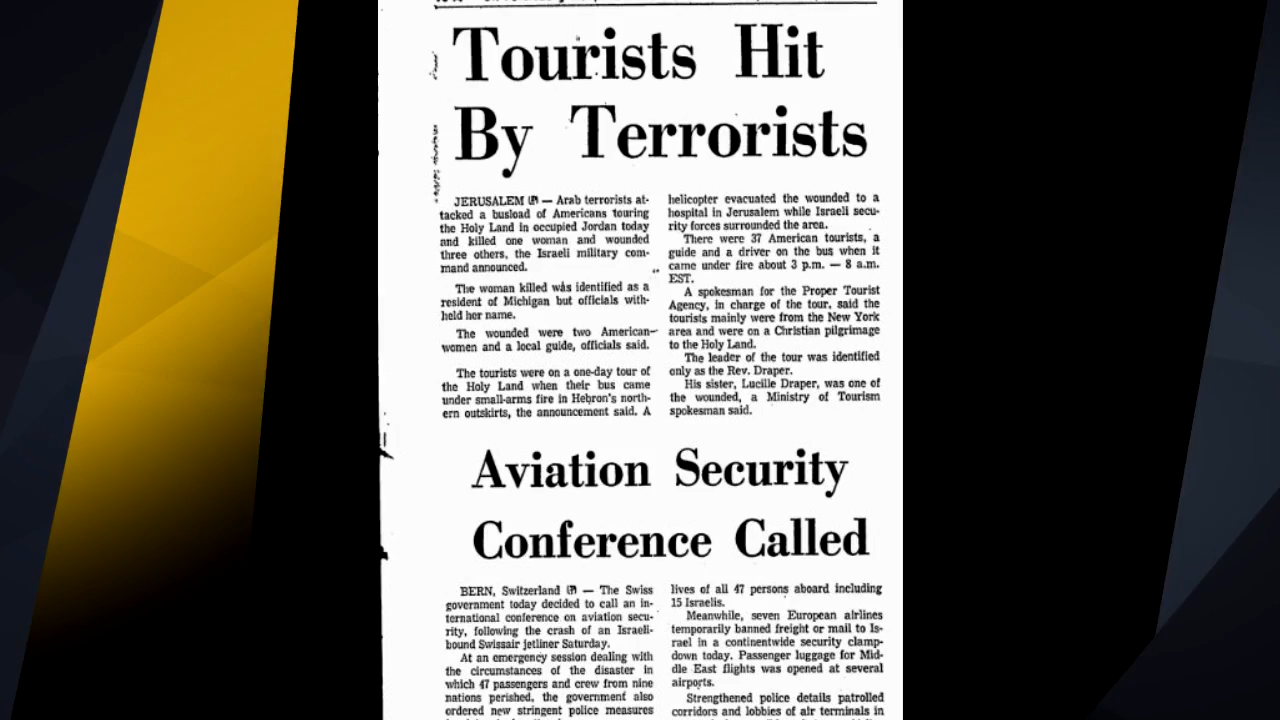 Tourists Hit
By Terrorists
JERUSALEM (AP) — Arab terrorists at-
tacked a busload of Americans touring
the Holy Land in occupied Jordan today
and killed one woman and wounded
three others, the Israeli military com-
mand announced.
The woman killed was identified as a
resident of Michigan but officials with-
held her name.
The wounded were two American
women and a local guide, officials said.
The tourists were on a one-day tour of
the Holy Land when their bus came
under small-arms fire in Hebron's north-
ern outskirts, the announcement said. A
helicopter evacuated the wounded to a
hospital in Jerusalem while Israeli secu-
rity forces surrounded the area.
There were 37 American tourists, a
guide and a driver on the bus when it
came under fire about 3 p.m. — 8 a.m.
EST.
A spokesman for the Proper Tourist
Agency, in charge of the tour, said the
tourists mainly were from the New York
area and were on a Christian pilgrimage
to the Holy Land.
The leader of the tour was identified
only as the Rev. Draper.
His sister, Lucille Draper, was one of
the wounded, a Ministry of Tourism
spokesman said.
Aviation Security
Conference Called
BERN, Switzerland (AP) — The Swiss
government today decided to call an in-
ternational conference on aviation secu-
rity, following the crash of an Israeli-
bound Swissair jetliner Saturday.
At an emergency session dealing with
the circumstances of the disaster in
which 47 passengers and crew from nine
nations perished, the government also
ordered new stringent police measures
lives of all 47 persons aboard including
15 Israelis.
Meanwhile, seven European airlines
temporarily banned freight or mail to Is-
rael in a continentwide security clamp-
down today. Passenger luggage for Mid-
dle East flights was opened at several
airports.
Strengthened police details patrolled
corridors and lobbies of air terminals in